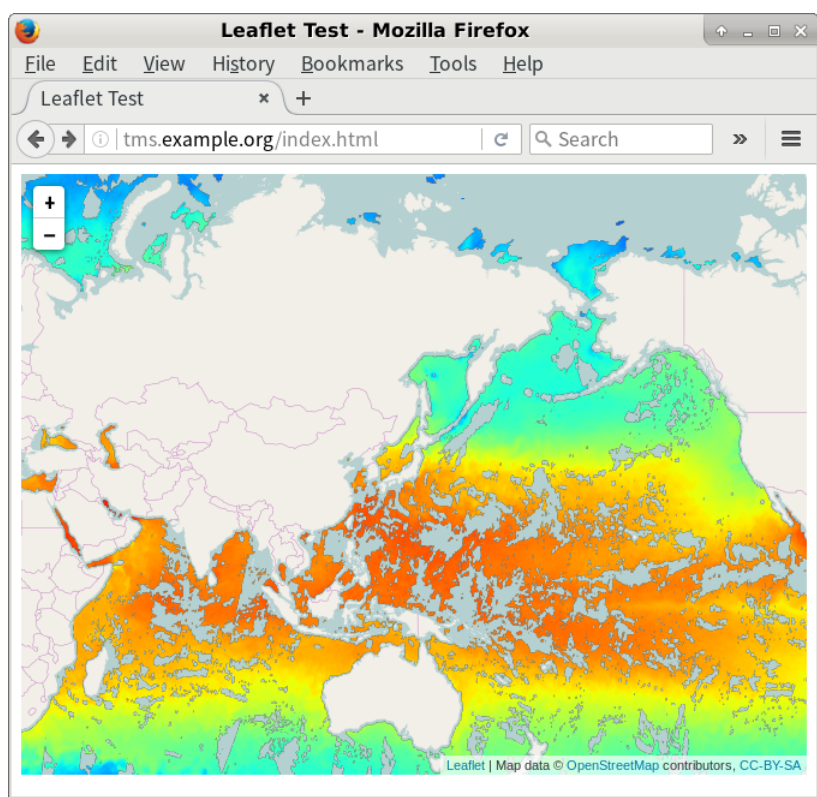 Leaflet Test - Mozilla Firefox
File Edit View History Bookmarks Tools Help
Leaflet Test × +
tms.example.org/index.html Search
+
−
Leaflet | Map data © OpenStreetMap contributors, CC-BY-SA